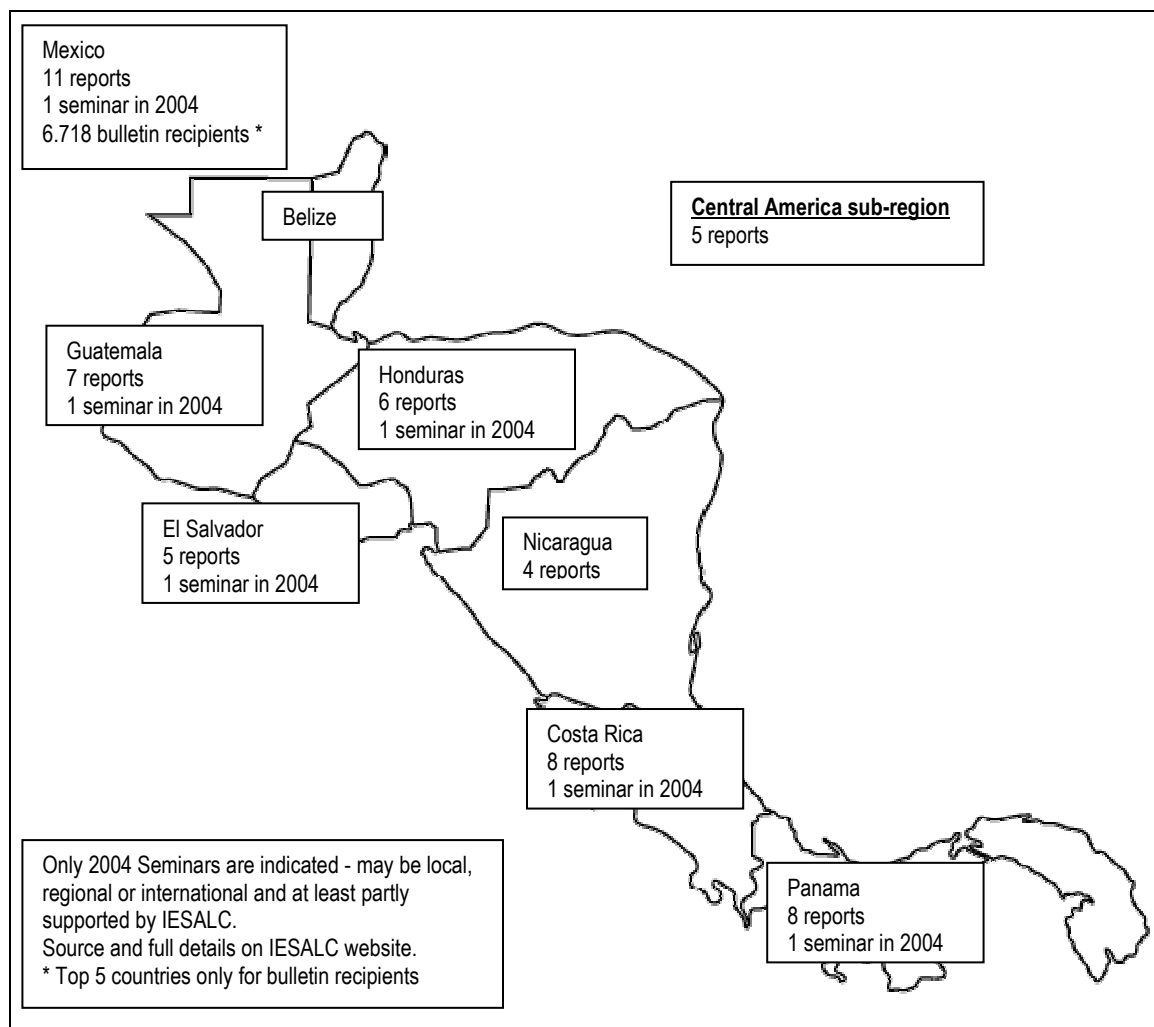 Mexico
11 reports
1 seminar in 2004
6.718 bulletin recipients *
Belize
Central America sub-region
5 reports
Guatemala
7 reports
1 seminar in 2004
Honduras
6 reports
1 seminar in 2004
El Salvador
5 reports
1 seminar in 2004
Nicaragua
4 reports
Costa Rica
8 reports
1 seminar in 2004
Panama
8 reports
1 seminar in 2004
Only 2004 Seminars are indicated - may be local,
regional or international and at least partly
supported by IESALC.
Source and full details on IESALC website.
* Top 5 countries only for bulletin recipients